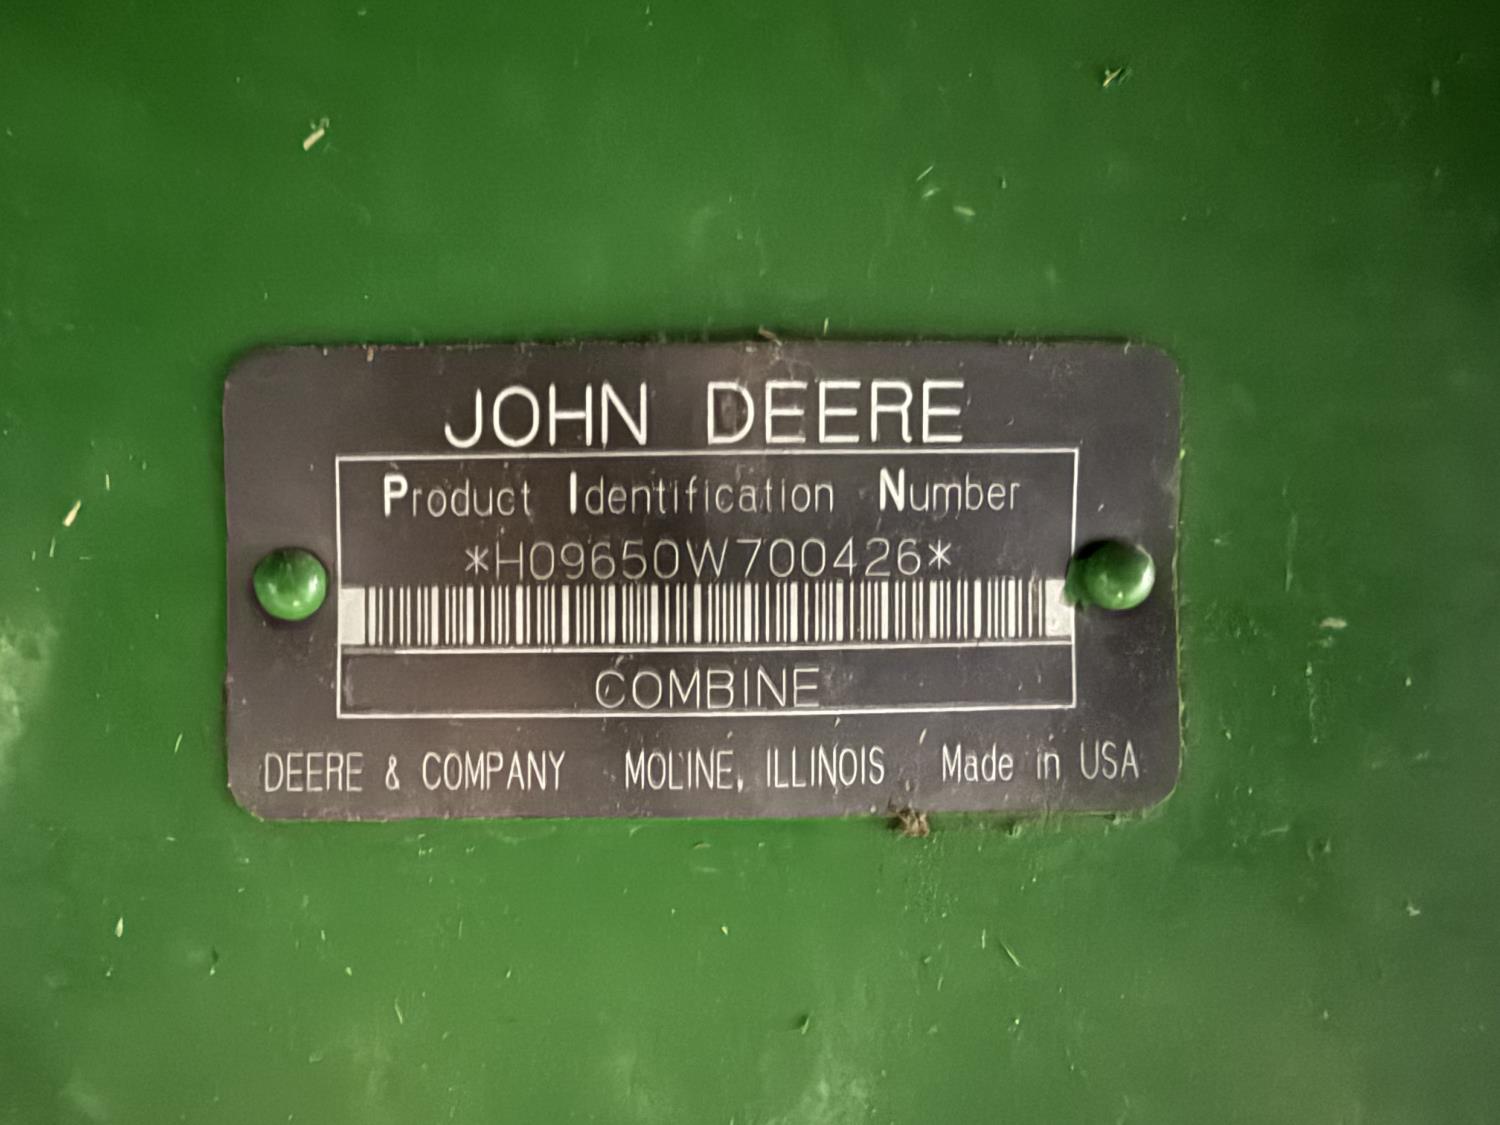 JOHN DEERE
Product Identification Number
*H09650W700426*
COMBINE
DEERE & COMPANY MOLINE, ILLINOIS Made in USA